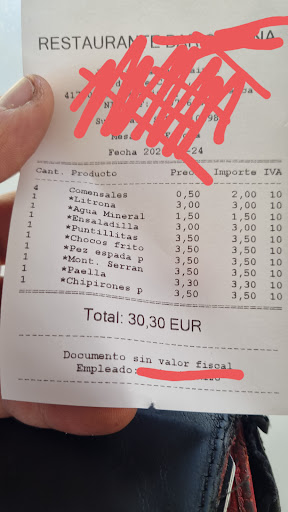 RESTAURANTE
Fecha 202
Cant. Producto Prec Importe IVA
4 Comensales 0,50 2,00 10
1 *Litrona 3,00 3,00 10
1 *Agua Mineral 1,50 1,50 10
1 *Ensaladilla 3,00 3,00 10
1 *Puntillitas 3,50 3,50 10
1 *Chocos frito 3,50 3,50 10
1 *Pez espada p 3,50 3,50 10
1 *Mont. Serran 3,50 3,50 10
1 *Paella 3,30 3,30 10
1 *Chipirones p 3,50 3,50 10
Total: 30,30 EUR
Documento sin valor fiscal
Empleado: